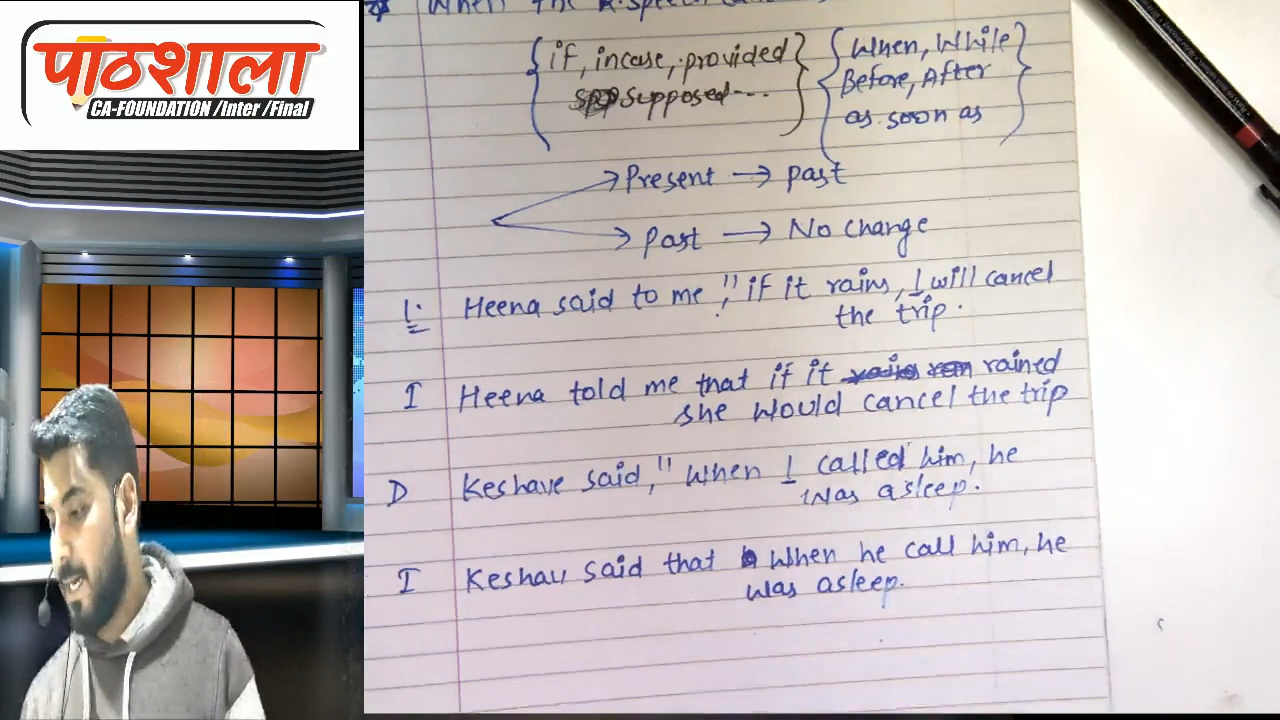 पाठशाला
CA-FOUNDATION /Inter /Final
When the R.speech
if, incase, provided
supposed...
When, While
Before, After
as soon as
Present → past
Past → No change
Heena said to me," if it rains, I will cancel
the trip.
I Heena told me that if it rained
she would cancel the trip
D Keshave said," when I called him, he
was asleep.
I Keshav said that when he call him, he
was asleep.